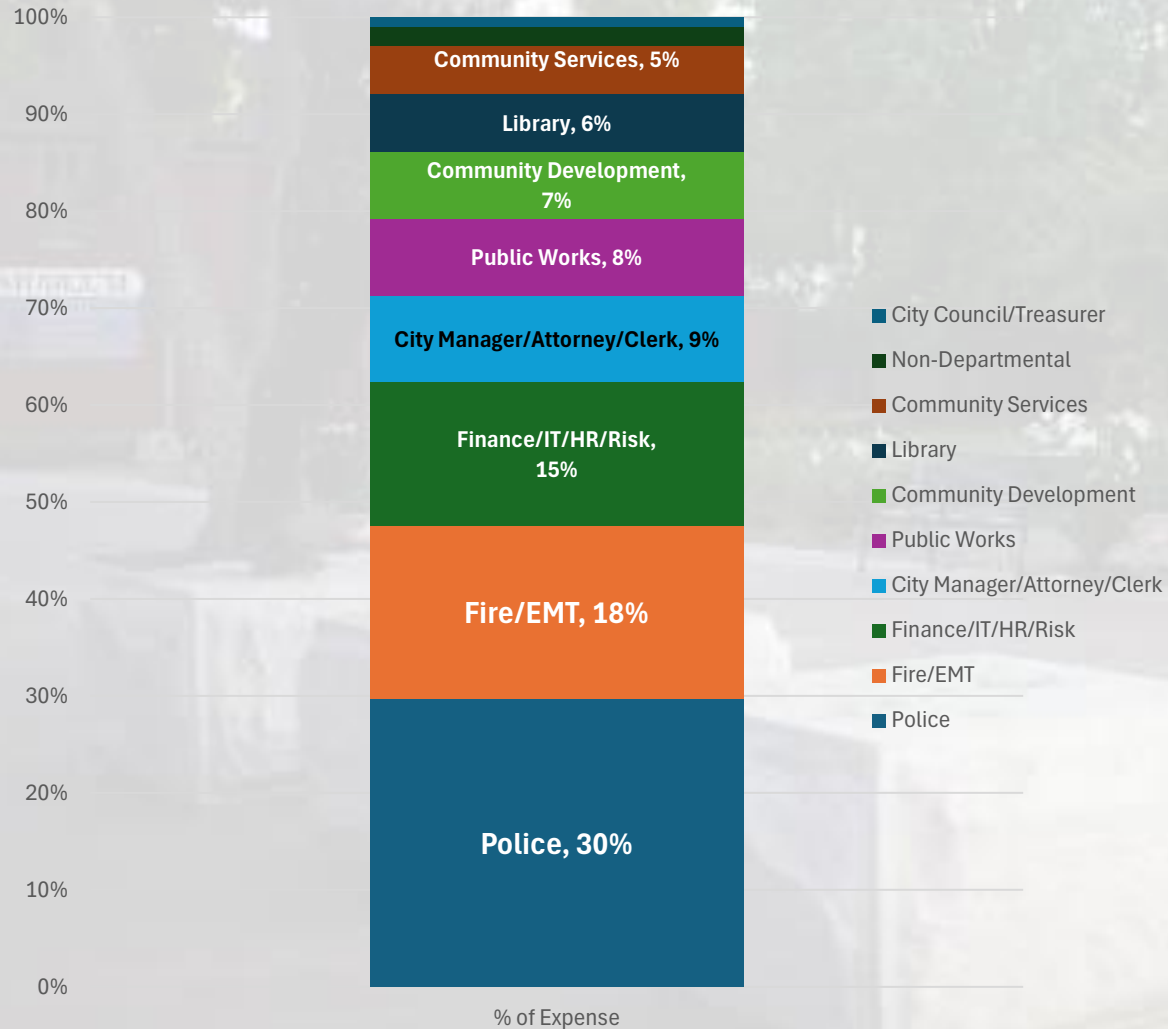 100%
90%
80%
70%
60%
50%
40%
30%
20%
10%
0%
Community Services, 5%
Library, 6%
Community Development,
7%
Public Works, 8%
City Manager/Attorney/Clerk, 9%
Finance/IT/HR/Risk,
15%
Fire/EMT, 18%
Police, 30%
% of Expense
City Council/Treasurer
Non-Departmental
Community Services
Library
Community Development
Public Works
City Manager/Attorney/Clerk
Finance/IT/HR/Risk
Fire/EMT
Police